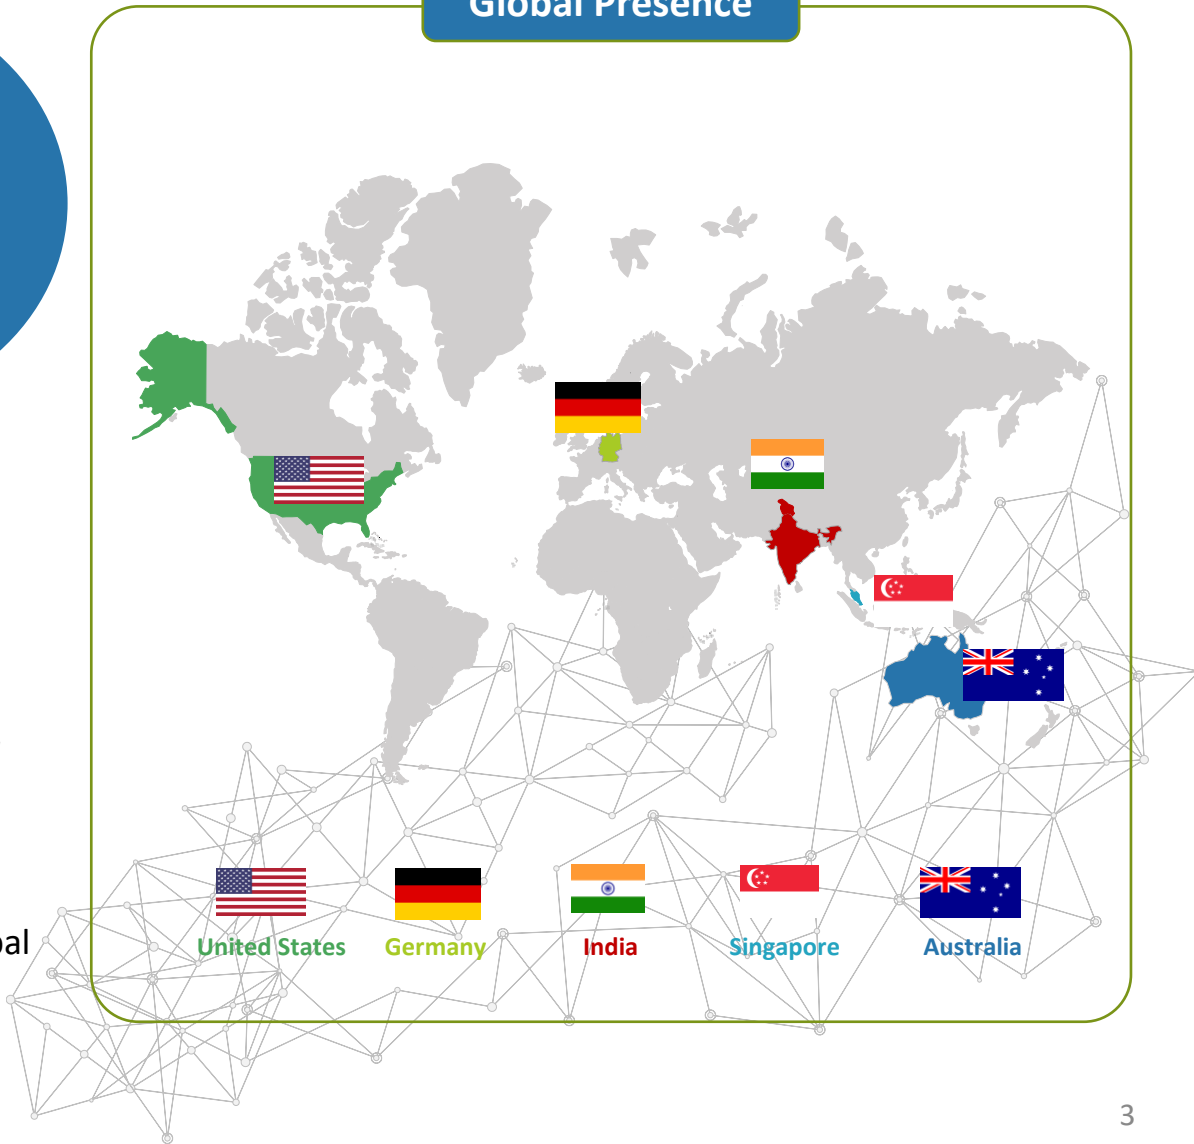 Global Presence
United States
Germany
India
Singapore
Australia
3